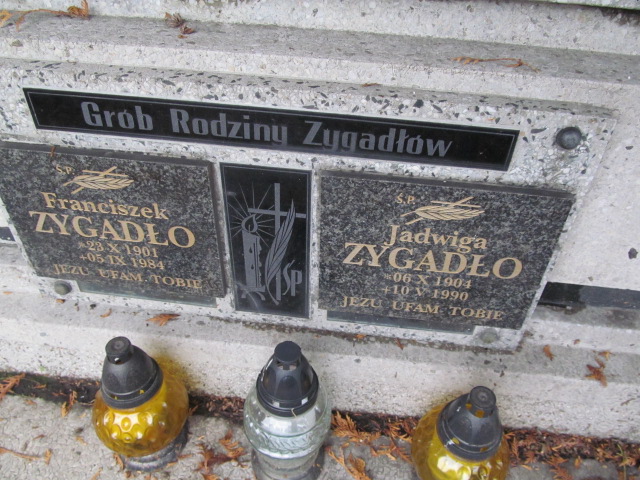 Grób Rodziny Zygadłów
Ś.P.
Franciszek
ZYGADŁO
*23 X 1901
+05 IX 1984
JEZU UFAM TOBIE
ŚP
Ś.P.
Jadwiga
ZYGADŁO
*06 X 1904
+10 V 1990
JEZU UFAM TOBIE